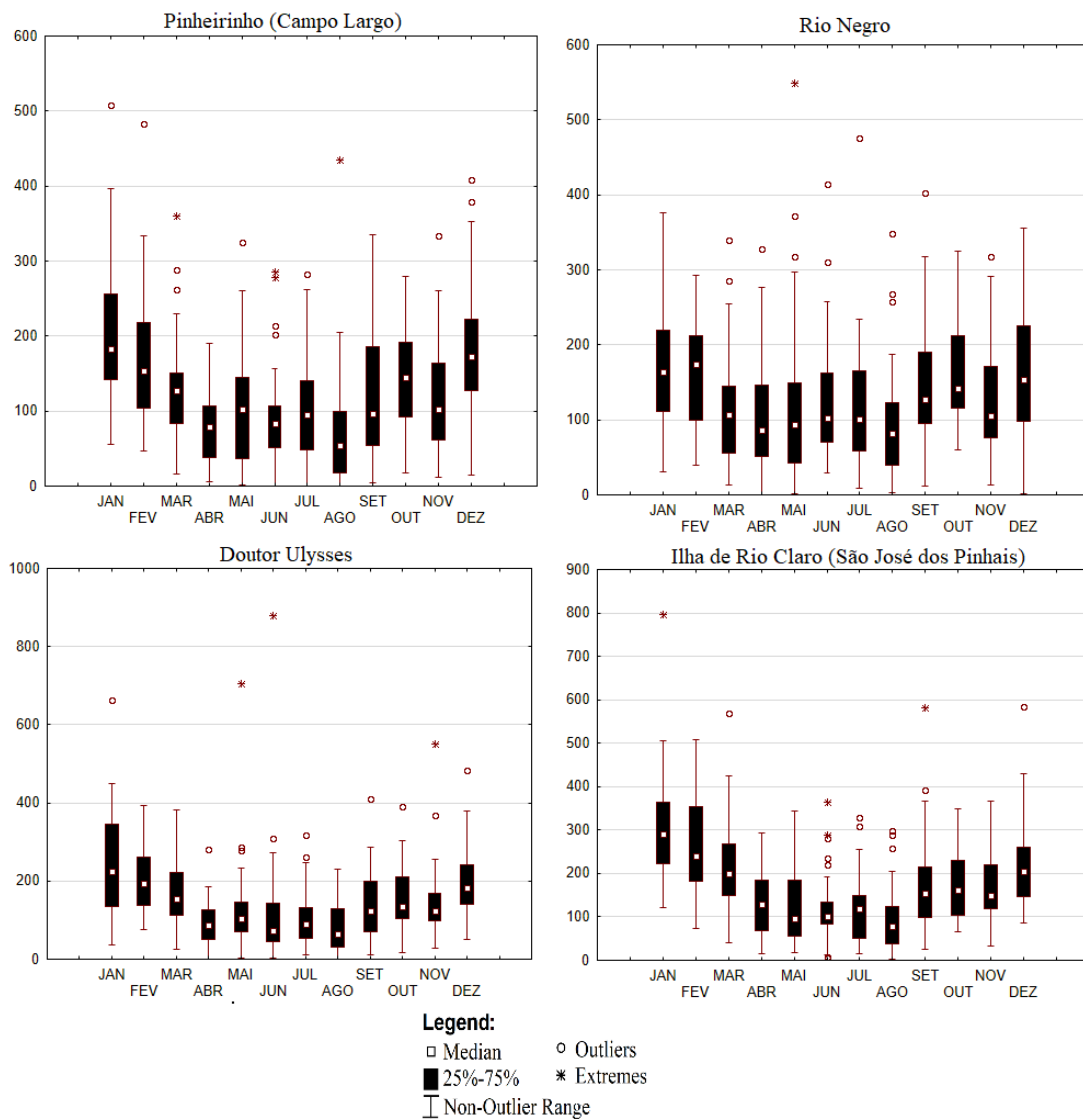 Pinheirinho (Campo Largo)
600
500
400
300
200
100
0
JAN MAR MAI JUL SET NOV
FEV ABR JUN AGO OUT DEZ
Rio Negro
600
500
400
300
200
100
0
JAN MAR MAI JUL SET NOV
FEV ABR JUN AGO OUT DEZ
Doutor Ulysses
1000
800
600
400
200
0
JAN MAR MAI JUL SET NOV
FEV ABR JUN AGO OUT DEZ
Ilha de Rio Claro (São José dos Pinhais)
900
800
700
600
500
400
300
200
100
0
JAN MAR MAI JUL SET NOV
FEV ABR JUN AGO OUT DEZ
Legend:
Median
Outliers
25%-75%
Extremes
Non-Outlier Range